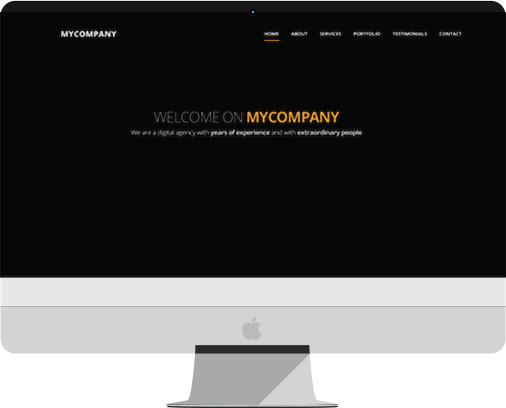 MYCOMPANY
HOME ABOUT SERVICES PORTFOLIO TESTIMONIALS CONTACT
WELCOME ON MYCOMPANY
We are a digital agency with years of experience and with extraordinary people